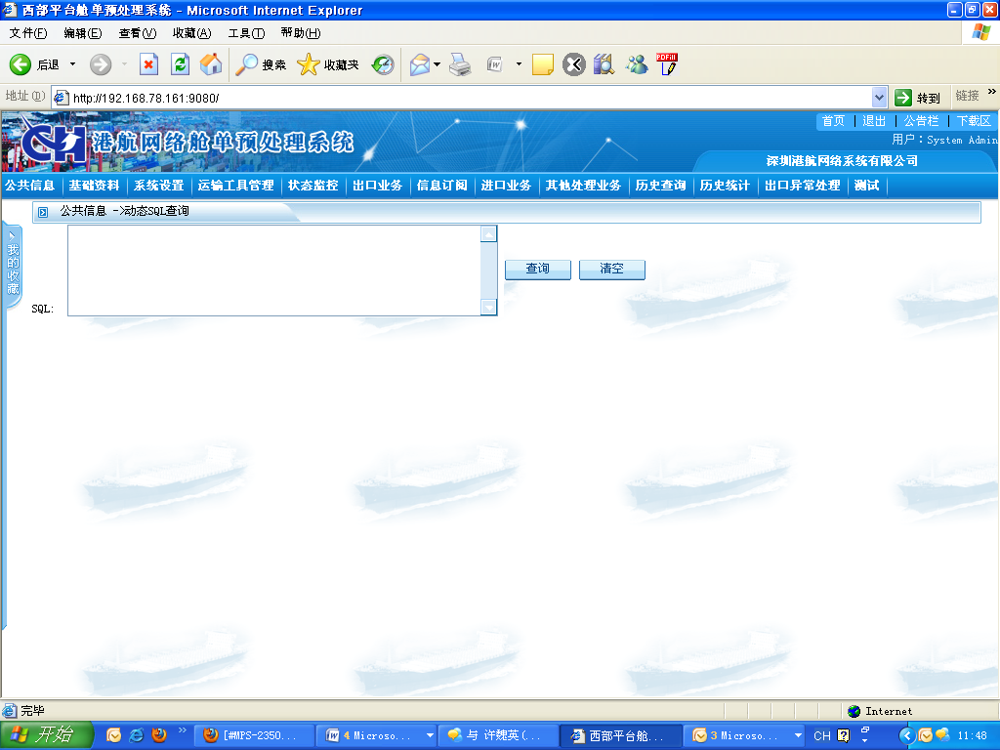 西部平台舱单预处理系统 - Microsoft Internet Explorer
文件(F) 编辑(E) 查看(V) 收藏(A) 工具(T) 帮助(H)
后退 搜索 收藏夹 PDFill
地址(D) http://192.168.78.161:9080/ 转到 链接 »
首页 | 退出 | 公告栏 | 下载区
CH 港航网络舱单预处理系统
用户：System Admin
深圳港航网络系统有限公司
公共信息 | 基础资料 | 系统设置 | 运输工具管理 | 状态监控 | 出口业务 | 信息订阅 | 进口业务 | 其他处理业务 | 历史查询 | 历史统计 | 出口异常处理 | 测试 |
公共信息 ->动态SQL查询
我的收藏
查询 清空
SQL:
完毕 Internet
开始 » [#MPS-2350... 4 Microso... 与 许魏英(... 西部平台舱... 3 Microso... CH 11:48